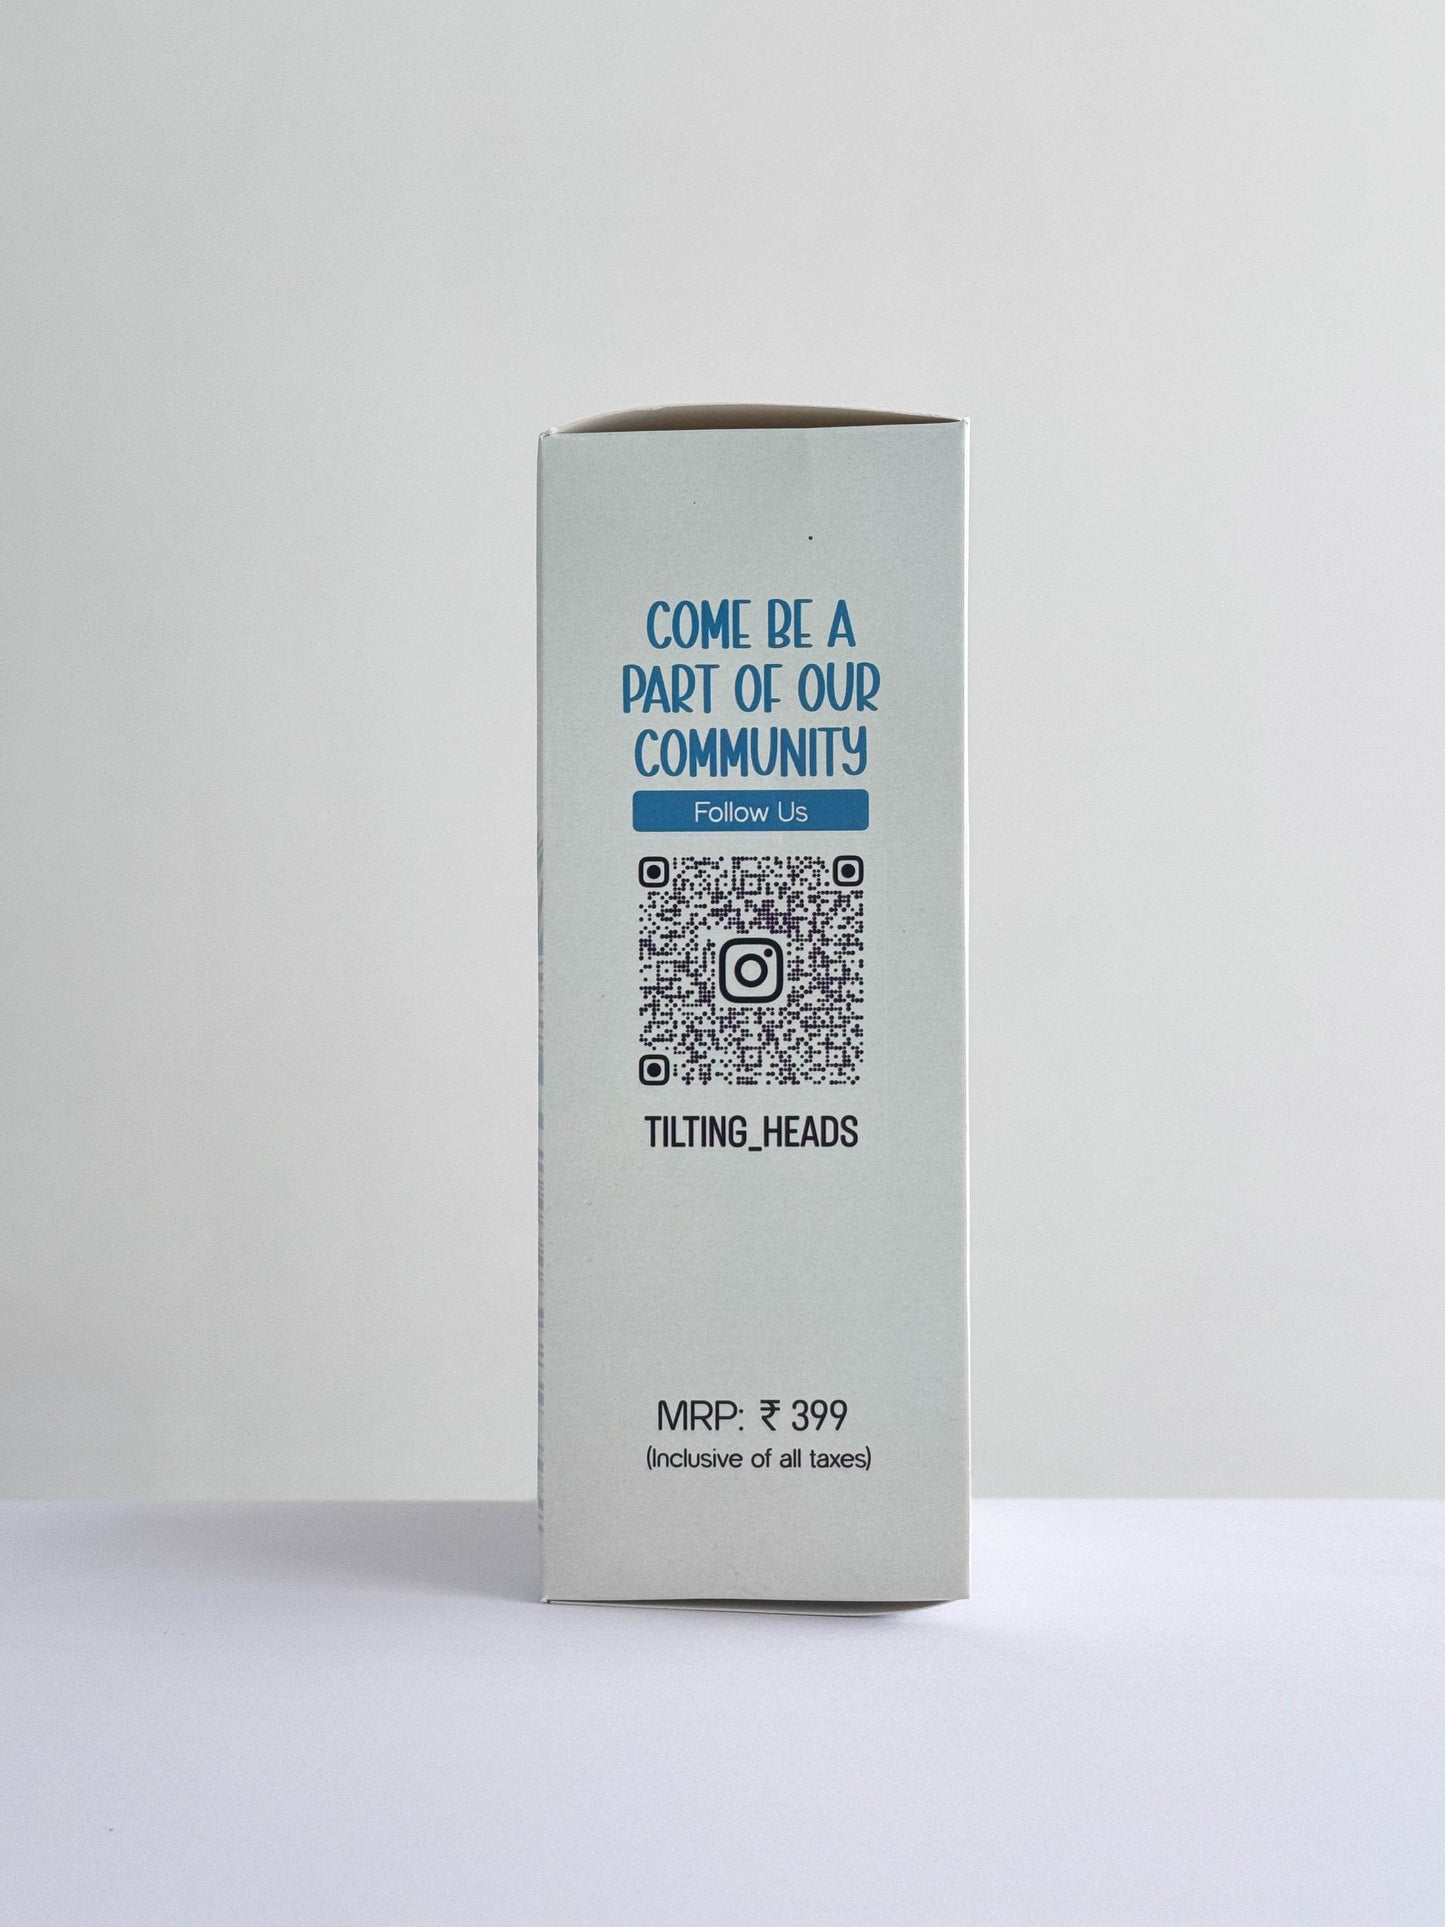 COME BE A
PART OF OUR
COMMUNITY
Follow Us
TILTING_HEADS
MRP: ₹ 399
(Inclusive of all taxes)